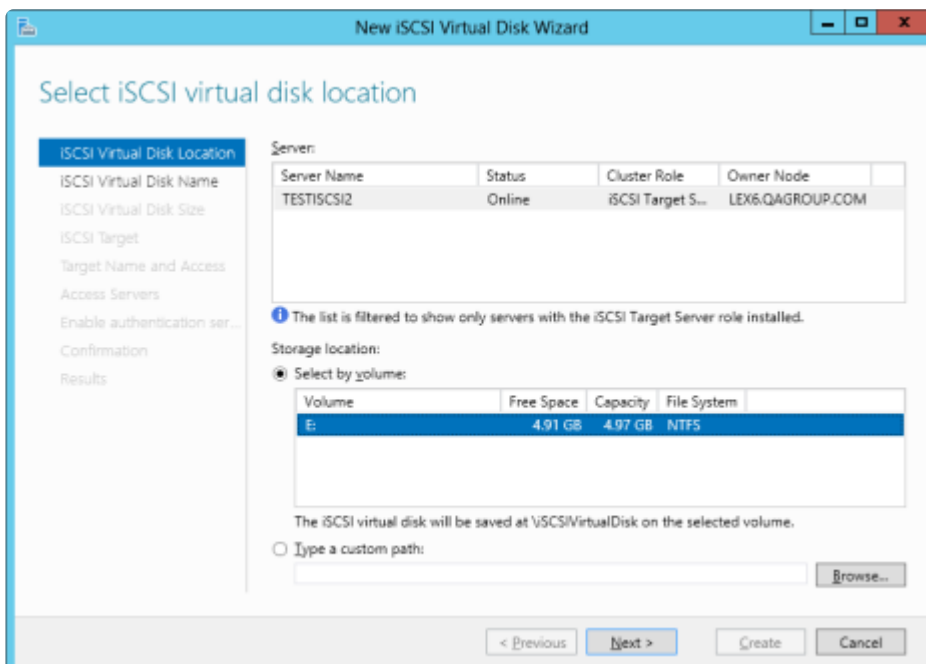 New iSCSI Virtual Disk Wizard
Select iSCSI virtual disk location
iSCSI Virtual Disk Location
iSCSI Virtual Disk Name
iSCSI Virtual Disk Size
iSCSI Target
Target Name and Access
Access Servers
Enable authentication ser...
Confirmation
Results
Server:
Server Name Status Cluster Role Owner Node
TESTISCSI2 Online iSCSI Target S... LEX6.QAGROUP.COM
The list is filtered to show only servers with the iSCSI Target Server role installed.
Storage location:
Select by volume:
Volume Free Space Capacity File System
E: 4.91 GB 4.97 GB NTFS
The iSCSI virtual disk will be saved at \iSCSIVirtualDisk on the selected volume.
Type a custom path:
Browse...
< Previous Next > Create Cancel